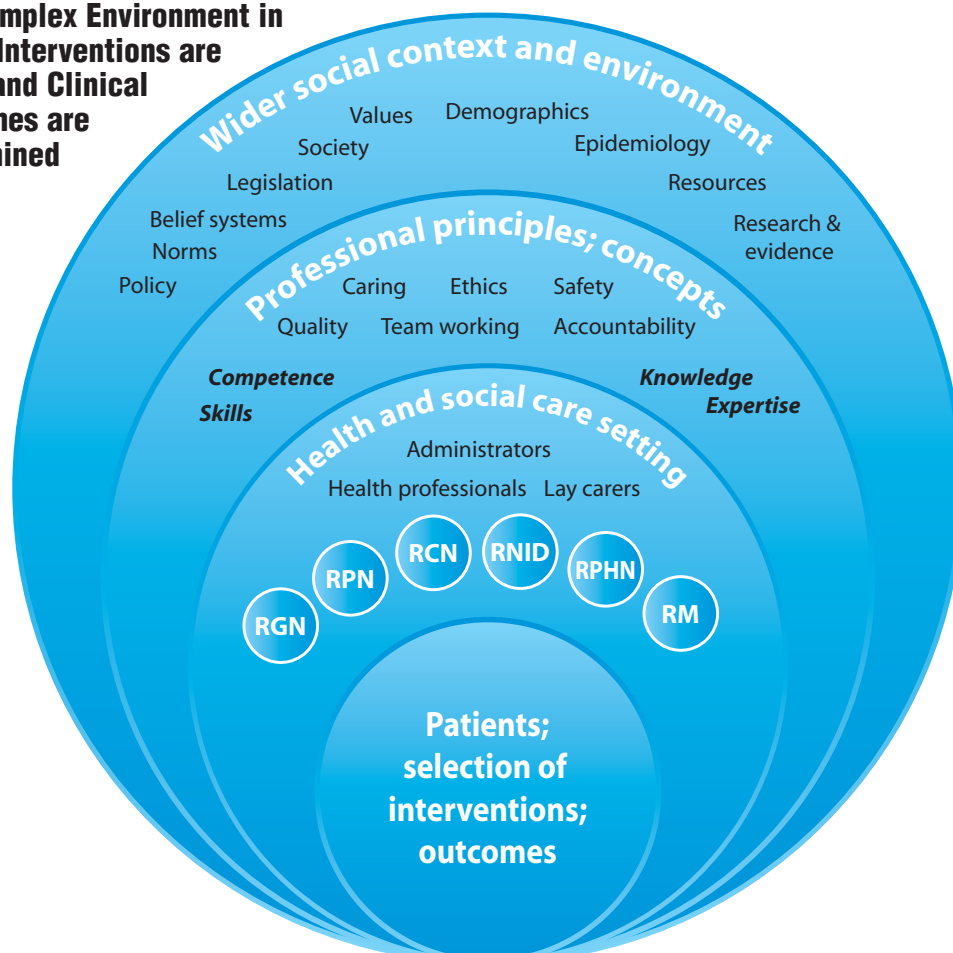 mplex Environment in
Interventions are
and Clinical
nes are
ined
Wider social context and environment
Values Demographics
Society Epidemiology
Legislation Resources
Belief systems Research &
Norms evidence
Policy
Professional principles; concepts
Caring Ethics Safety
Quality Team working Accountability
Competence Knowledge
Skills Expertise
Health and social care setting
Administrators
Health professionals Lay carers
RGN RPN RCN RNID RPHN RM
Patients;
selection of
interventions;
outcomes